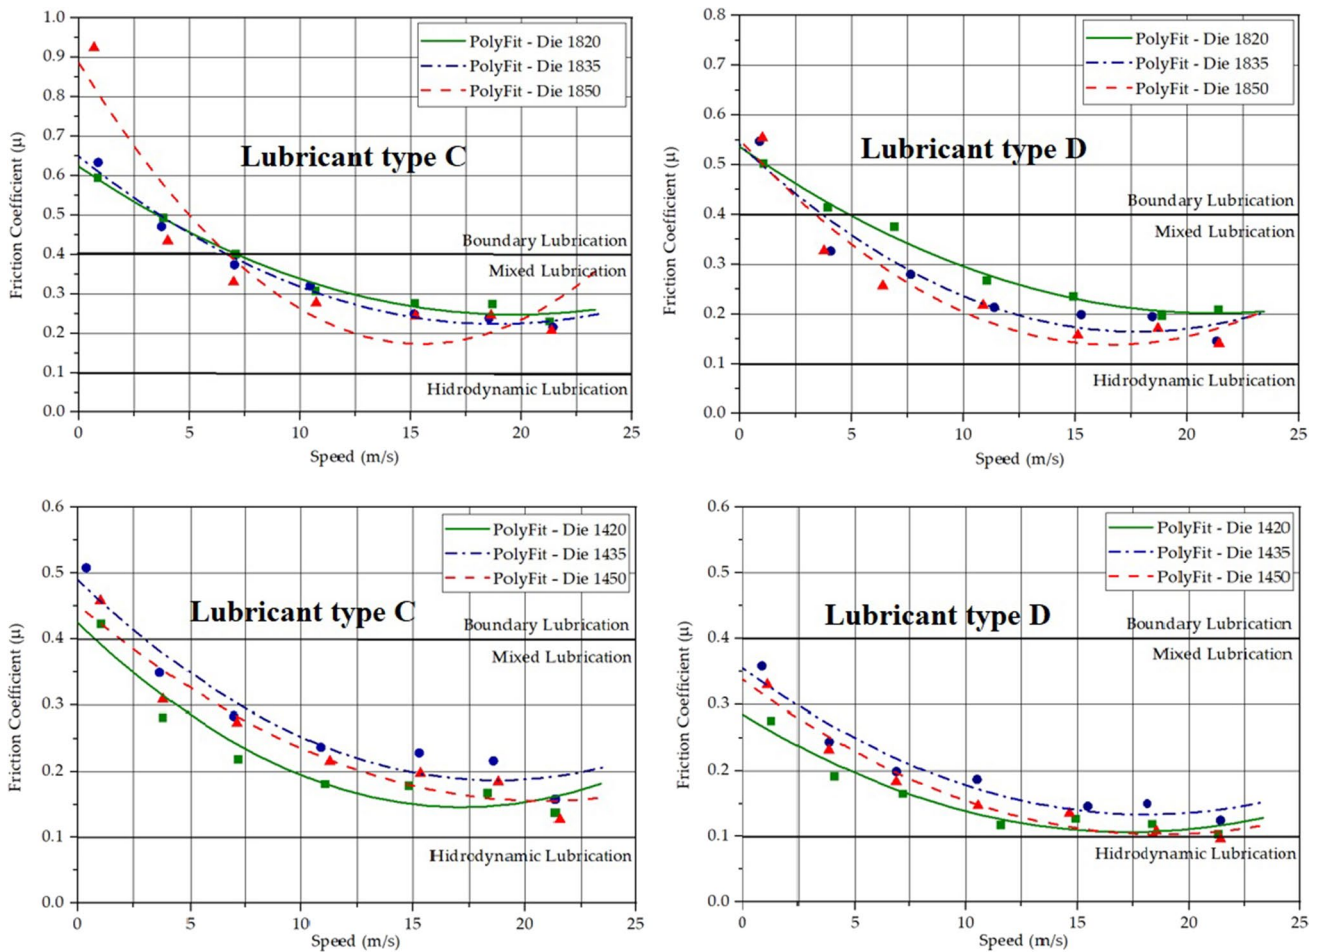 PolyFit - Die 1820
PolyFit - Die 1835
PolyFit - Die 1850
Lubricant type C
Boundary Lubrication
Mixed Lubrication
Hidrodynamic Lubrication
Friction Coefficient (μ)
1.0
0.9
0.8
0.7
0.6
0.5
0.4
0.3
0.2
0.1
0.0
0 5 10 15 20 25
Speed (m/s)
PolyFit - Die 1820
PolyFit - Die 1835
PolyFit - Die 1850
Lubricant type D
Boundary Lubrication
Mixed Lubrication
Hidrodynamic Lubrication
Friction Coefficient (μ)
0.8
0.7
0.6
0.5
0.4
0.3
0.2
0.1
0.0
0 5 10 15 20 25
Speed (m/s)
PolyFit - Die 1420
PolyFit - Die 1435
PolyFit - Die 1450
Lubricant type C
Boundary Lubrication
Mixed Lubrication
Hidrodynamic Lubrication
Friction Coefficient (μ)
0.6
0.5
0.4
0.3
0.2
0.1
0.0
0 5 10 15 20 25
Speed (m/s)
PolyFit - Die 1420
PolyFit - Die 1435
PolyFit - Die 1450
Lubricant type D
Boundary Lubrication
Mixed Lubrication
Hidrodynamic Lubrication
Friction Coefficient (μ)
0.6
0.5
0.4
0.3
0.2
0.1
0.0
0 5 10 15 20 25
Speed (m/s)